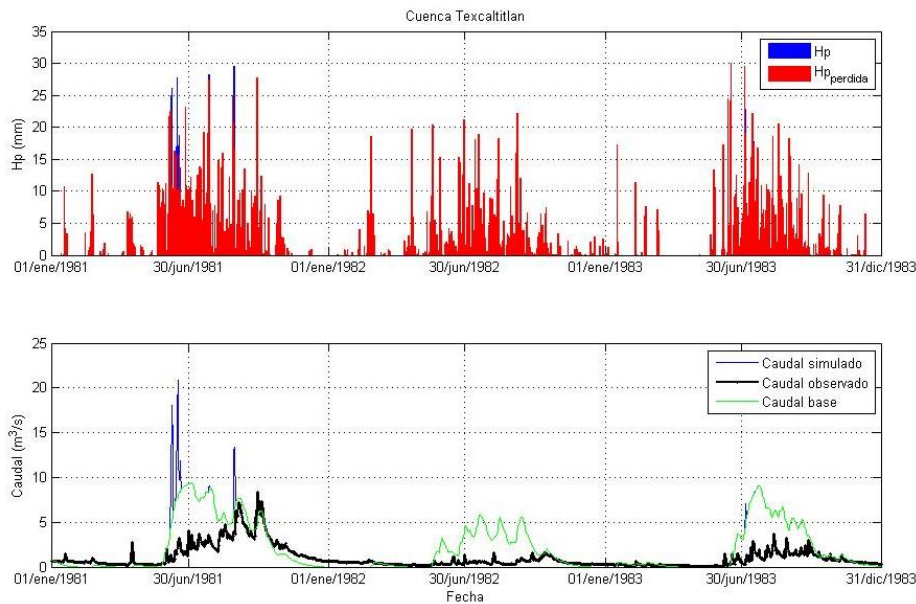 Cuenca Texcaltitlan
35
30
25
20
15
10
5
0
Hp (mm)
Hp
Hp perdida
01/ene/1981 30/jun/1981 01/ene/1982 30/jun/1982 01/ene/1983 30/jun/1983 31/dic/1983
25
20
15
10
5
0
Caudal (m³/s)
Caudal simulado
Caudal observado
Caudal base
01/ene/1981 30/jun/1981 01/ene/1982 30/jun/1982 01/ene/1983 30/jun/1983 31/dic/1983
Fecha